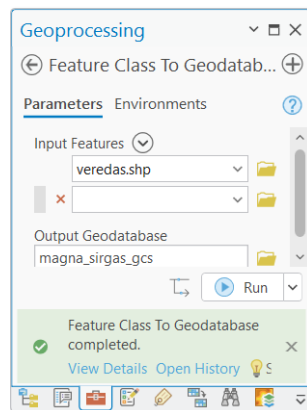 Geoprocessing
Feature Class To Geodatab...
Parameters Environments
Input Features
veredas.shp
Output Geodatabase
magna_sirgas_gcs
Run
Feature Class To Geodatabase
completed.
View Details Open History S